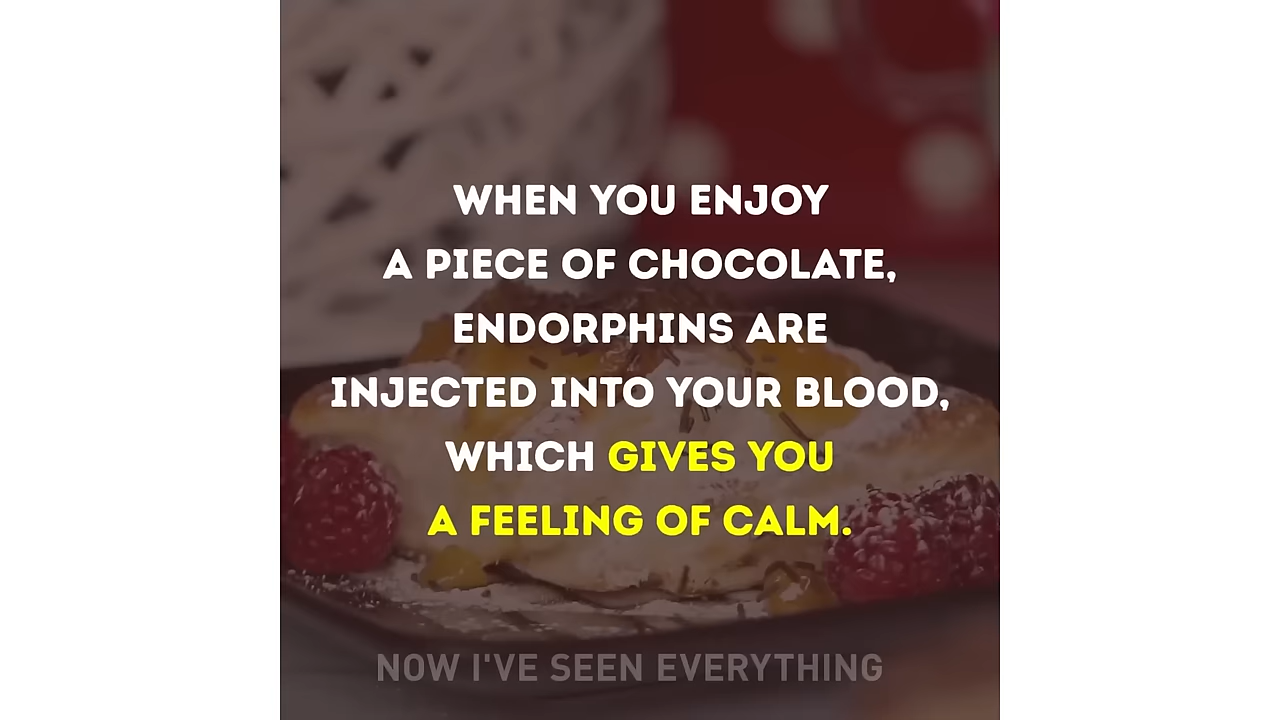 WHEN YOU ENJOY
A PIECE OF CHOCOLATE,
ENDORPHINS ARE
INJECTED INTO YOUR BLOOD,
WHICH GIVES YOU
A FEELING OF CALM.
NOW I'VE SEEN EVERYTHING